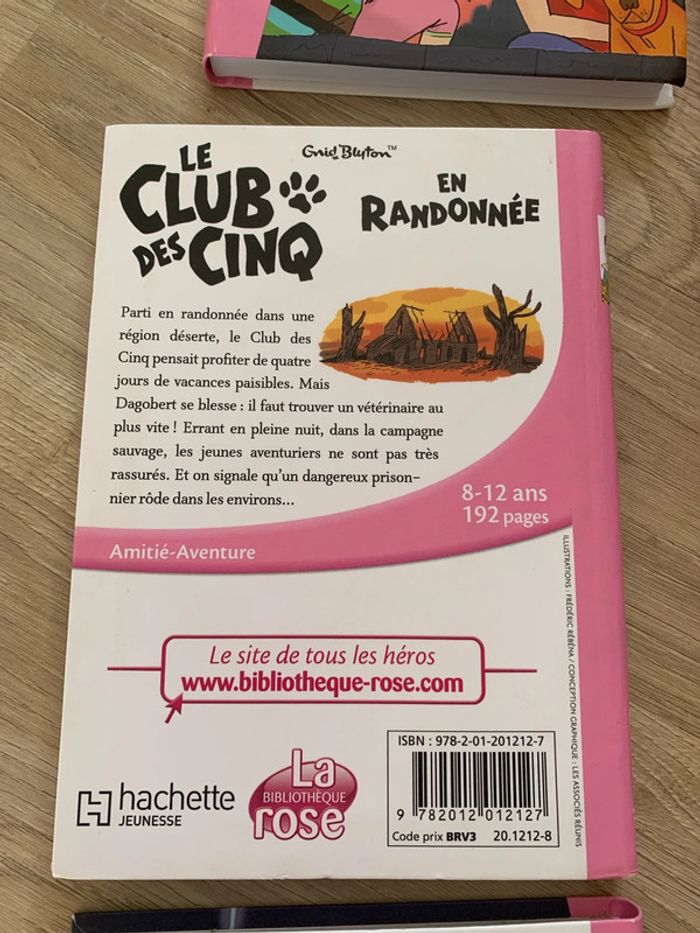 Enid Blyton™
LE
CLUB
DES CINQ
EN
RANDONNÉE
Parti en randonnée dans une
région déserte, le Club des
Cinq pensait profiter de quatre
jours de vacances paisibles. Mais
Dagobert se blesse : il faut trouver un vétérinaire au
plus vite ! Errant en pleine nuit, dans la campagne
sauvage, les jeunes aventuriers ne sont pas très
rassurés. Et on signale qu'un dangereux prison-
nier rôde dans les environs...
8-12 ans
192 pages
Amitié-Aventure
ILLUSTRATIONS : FRÉDÉRIC RÉBÉNA / CONCEPTION GRAPHIQUE : LES ASSOCIÉS RÉUNIS
Le site de tous les héros
www.bibliotheque-rose.com
hachette
JEUNESSE
La
BIBLIOTHÈQUE
rose
ISBN : 978-2-01-201212-7
9 782012 012127
Code prix BRV3 20.1212-8